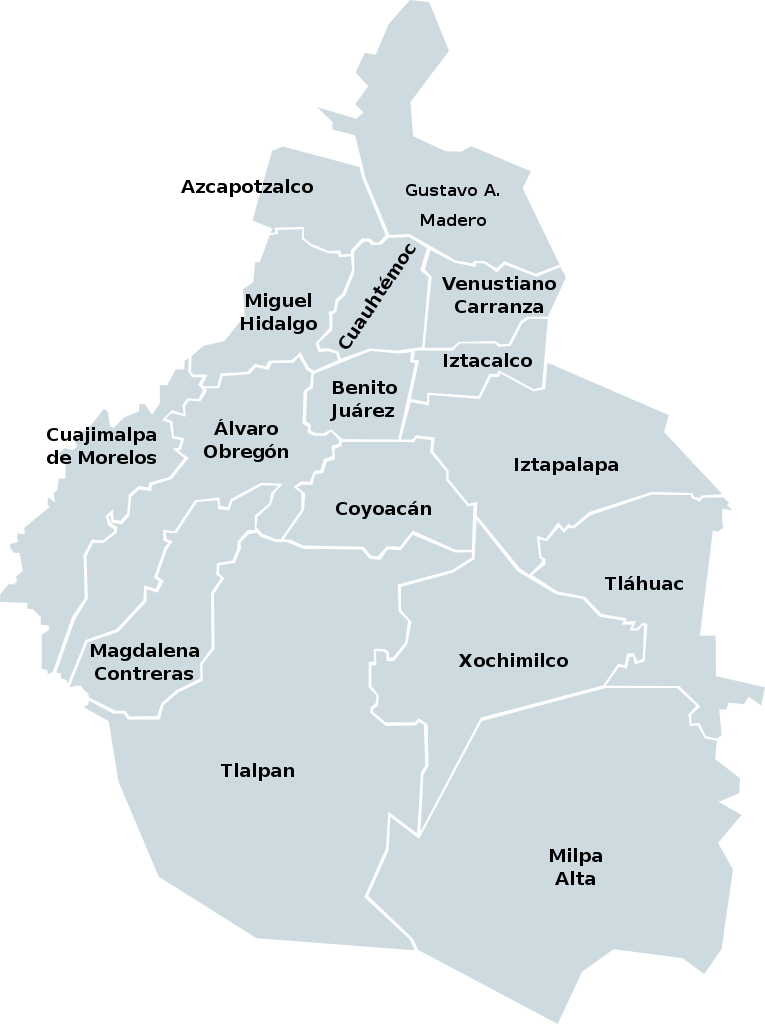 Azcapotzalco
Gustavo A.
Madero
Cuauhtémoc
Venustiano
Carranza
Miguel
Hidalgo
Iztacalco
Benito
Juárez
Cuajimalpa
de Morelos
Álvaro
Obregón
Iztapalapa
Coyoacán
Tláhuac
Magdalena
Contreras
Xochimilco
Tlalpan
Milpa
Alta